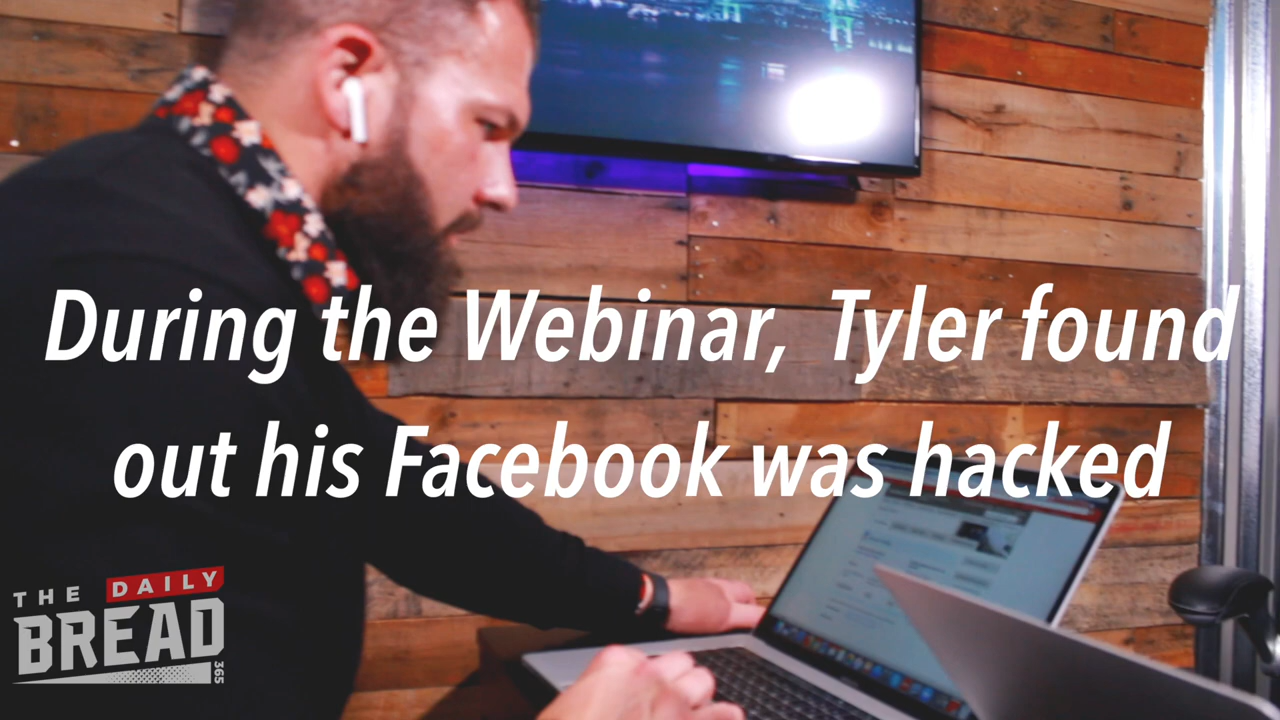 During the Webinar, Tyler found
out his Facebook was hacked
THE DAILY
BREAD
365